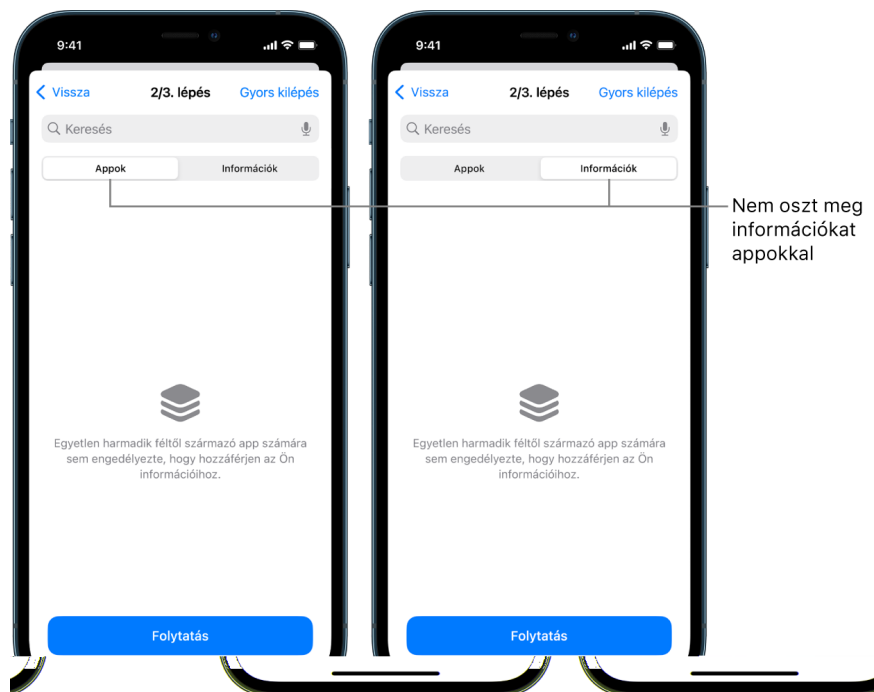 9:41
Vissza 2/3. lépés Gyors kilépés
Keresés
Appok Információk
Egyetlen harmadik féltől származó app számára
sem engedélyezte, hogy hozzáférjen az Ön
információihoz.
Folytatás
9:41
Vissza 2/3. lépés Gyors kilépés
Keresés
Appok Információk
Egyetlen harmadik féltől származó app számára
sem engedélyezte, hogy hozzáférjen az Ön
információihoz.
Folytatás
Nem oszt meg
információkat
appokkal